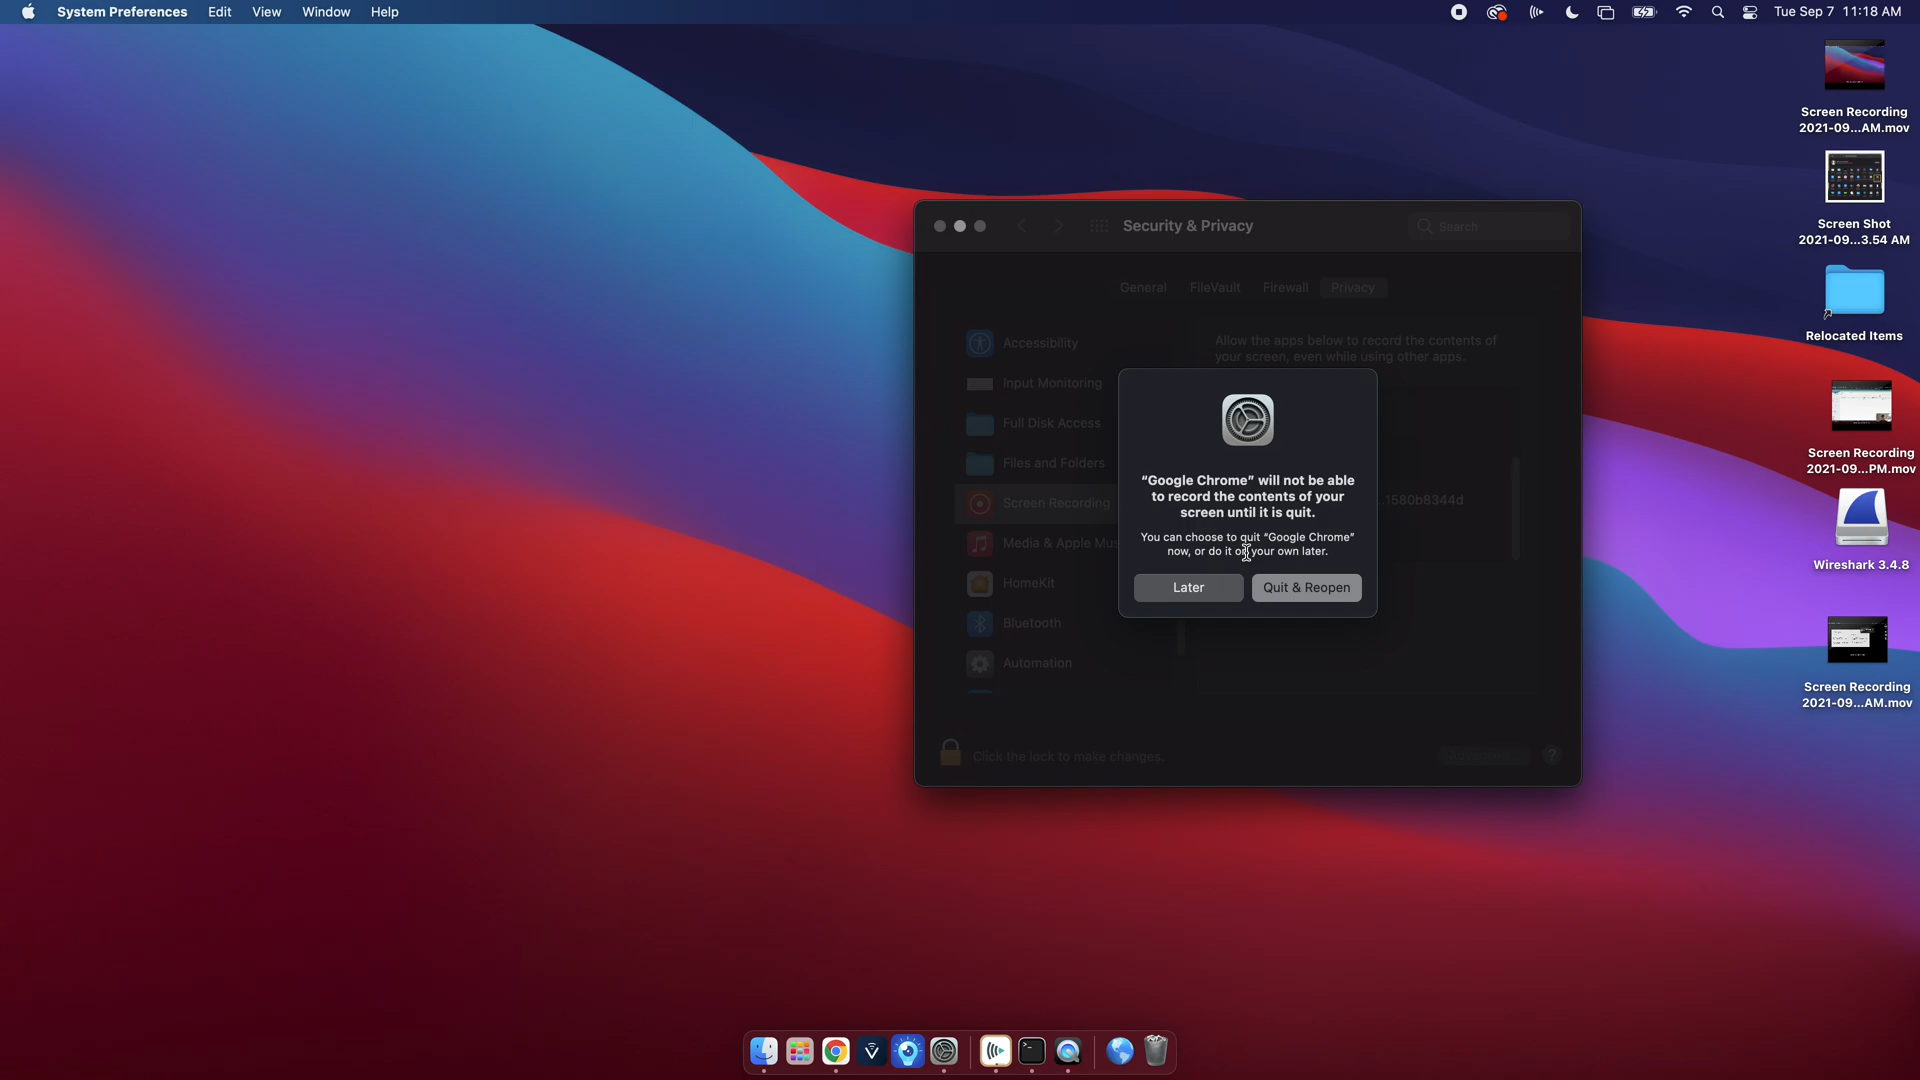 System Preferences Edit View Window Help
Tue Sep 7 11:18 AM
Screen Recording
2021-09...AM.mov
Screen Shot
2021-09...3.54 AM
Relocated Items
Screen Recording
2021-09...PM.mov
Wireshark 3.4.8
Screen Recording
2021-09...AM.mov
Security & Privacy
Search
General FileVault Firewall Privacy
Accessibility
Input Monitoring
Full Disk Access
Files and Folders
Screen Recording
Media & Apple Mus
HomeKit
Bluetooth
Automation
Allow the apps below to record the contents of
your screen, even while using other apps.
...1580b8344d
"Google Chrome" will not be able
to record the contents of your
screen until it is quit.
You can choose to quit "Google Chrome"
now, or do it on your own later.
Later Quit & Reopen
Click the lock to make changes.
?